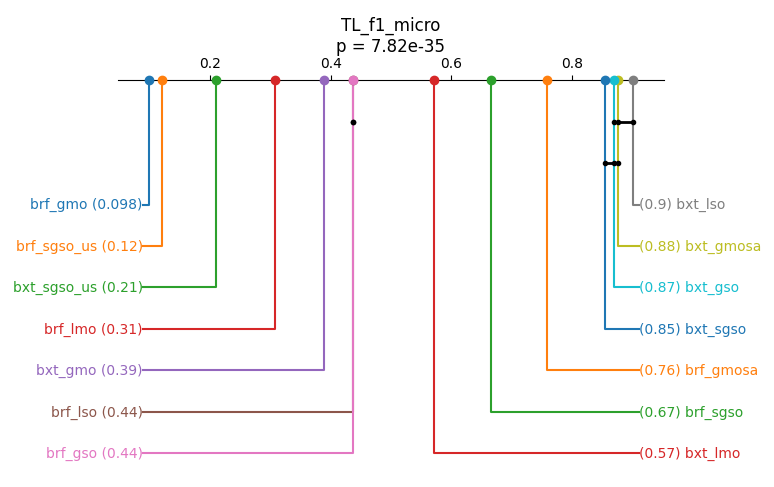 TL_f1_micro
p = 7.82e-35
0.2 0.4 0.6 0.8
brf_gmo (0.098) (0.9) bxt_lso
brf_sgso_us (0.12) (0.88) bxt_gmosa
bxt_sgso_us (0.21) (0.87) bxt_gso
brf_lmo (0.31) (0.85) bxt_sgso
bxt_gmo (0.39) (0.76) brf_gmosa
brf_lso (0.44) (0.67) brf_sgso
brf_gso (0.44) (0.57) bxt_lmo